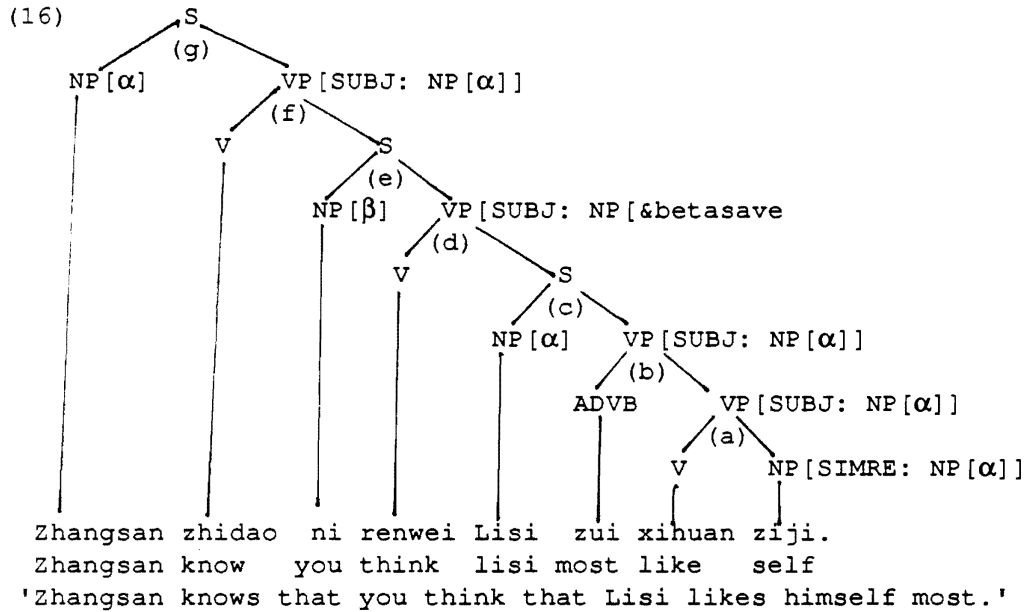 (16) S
(g)
NP[α] VP[SUBJ: NP[α]]
(f)
V S
(e)
NP[β] VP[SUBJ: NP[&betasave
(d)
V S
(c)
NP[α] VP[SUBJ: NP[α]]
(b)
ADVB VP[SUBJ: NP[α]]
(a)
V NP[SIMRE: NP[α]]
Zhangsan zhidao ni renwei Lisi zui xihuan ziji.
Zhangsan know you think lisi most like self
'Zhangsan knows that you think that Lisi likes himself most.'